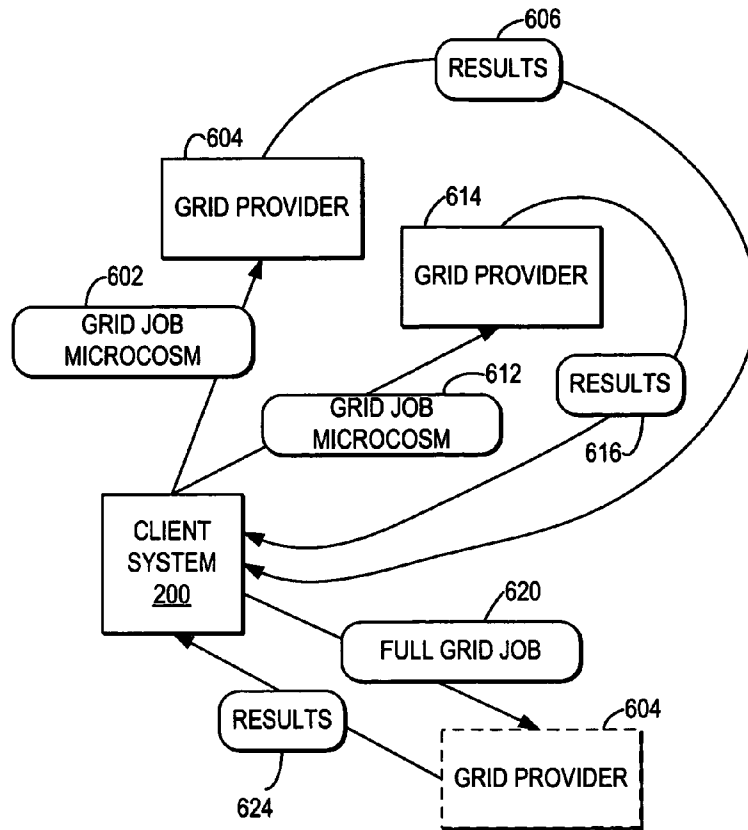 606
RESULTS
604
GRID PROVIDER
614
GRID PROVIDER
602
GRID JOB
MICROCOSM
612
GRID JOB
MICROCOSM
RESULTS
616
CLIENT
SYSTEM
200
620
FULL GRID JOB
RESULTS
624
604
GRID PROVIDER